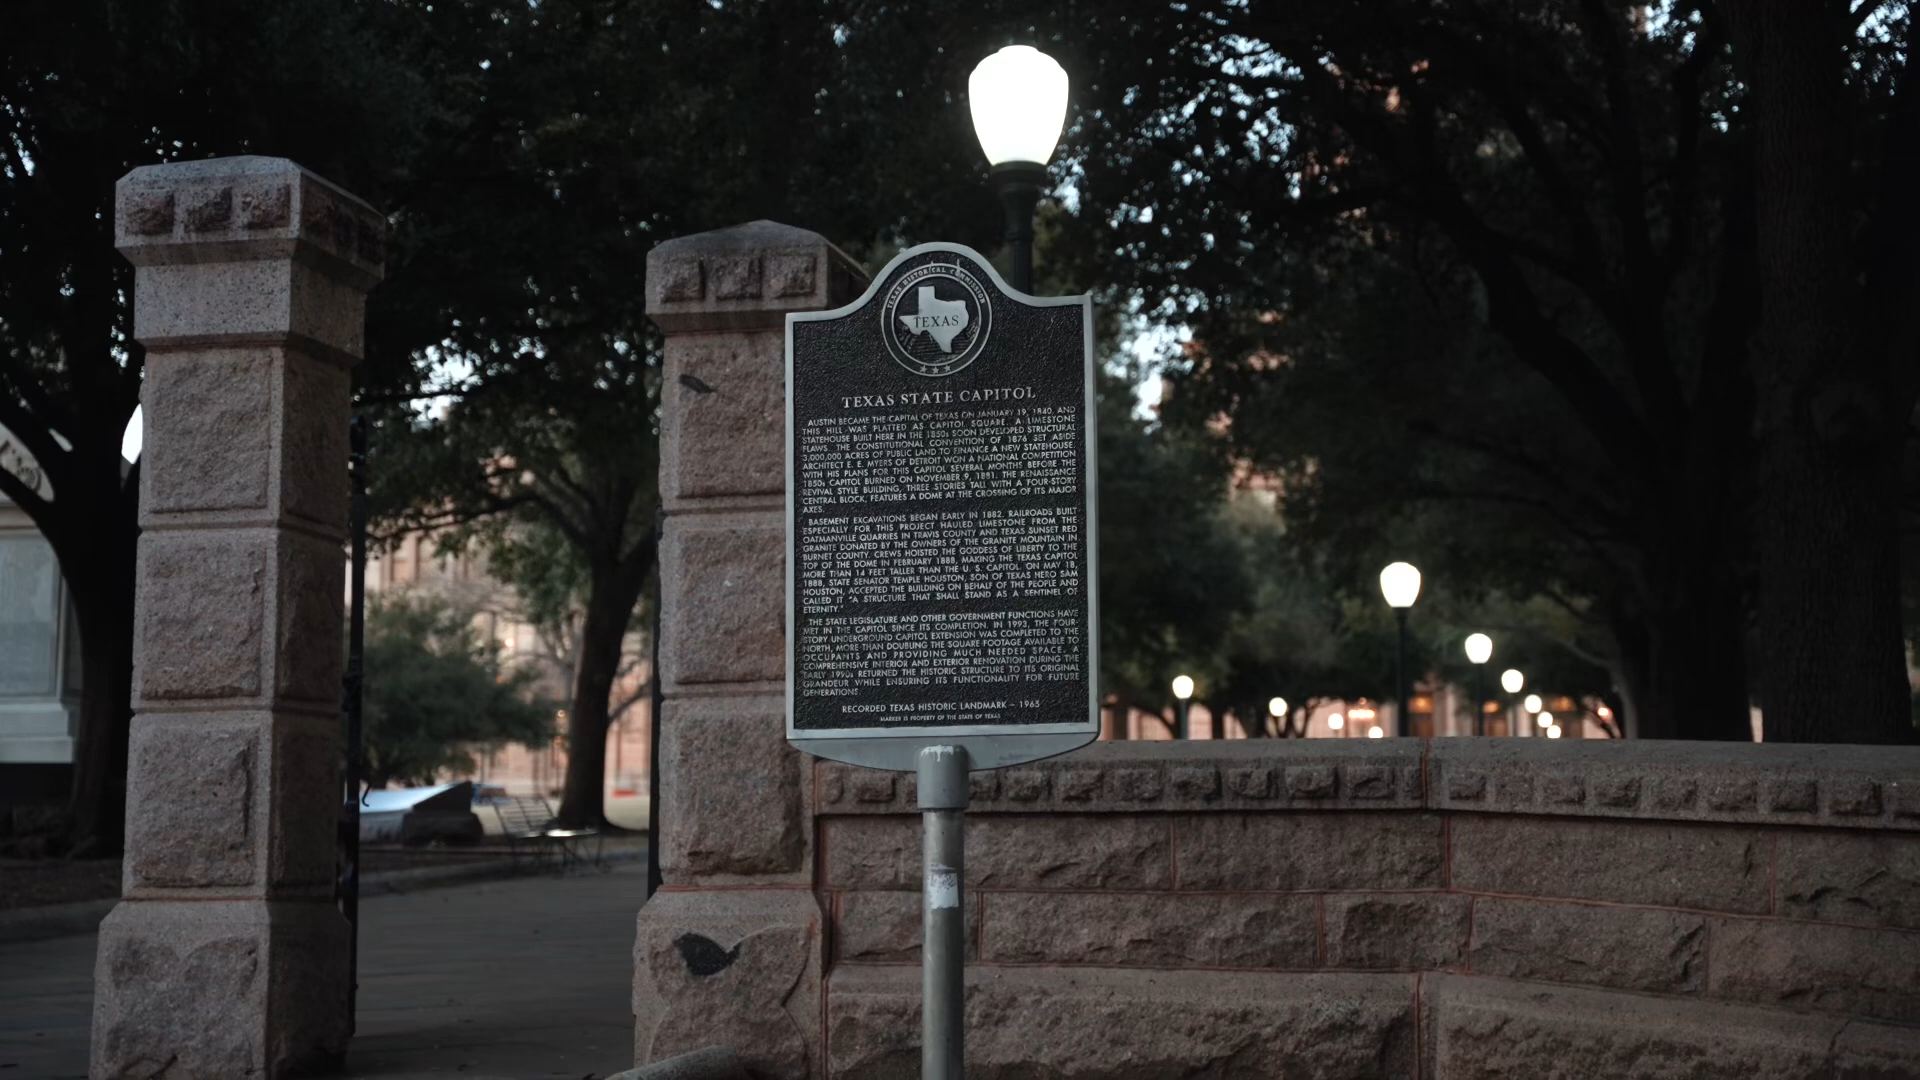 TEXAS HISTORICAL COMMISSION
TEXAS
TEXAS STATE CAPITOL
AUSTIN BECAME THE CAPITAL OF TEXAS ON JANUARY 19, 1840, AND
THIS HILL WAS PLATTED AS CAPITOL SQUARE. A LIMESTONE
STATEHOUSE BUILT HERE IN THE 1850s SOON DEVELOPED STRUCTURAL
FLAWS. THE CONSTITUTIONAL CONVENTION OF 1876 SET ASIDE
3,000,000 ACRES OF PUBLIC LAND TO FINANCE A NEW STATEHOUSE.
ARCHITECT E. E. MYERS OF DETROIT WON A NATIONAL COMPETITION
WITH HIS PLANS FOR THIS CAPITOL SEVERAL MONTHS BEFORE THE
1850s CAPITOL BURNED ON NOVEMBER 9, 1881. THE RENAISSANCE
REVIVAL STYLE BUILDING, THREE STORIES TALL WITH A FOUR-STORY
CENTRAL BLOCK, FEATURES A DOME AT THE CROSSING OF ITS MAJOR
AXES.
BASEMENT EXCAVATIONS BEGAN EARLY IN 1882. RAILROADS BUILT
ESPECIALLY FOR THIS PROJECT HAULED LIMESTONE FROM THE
OATMANVILLE QUARRIES IN TRAVIS COUNTY AND TEXAS SUNSET RED
GRANITE DONATED BY THE OWNERS OF THE GRANITE MOUNTAIN IN
BURNET COUNTY. CREWS HOISTED THE GODDESS OF LIBERTY TO THE
TOP OF THE DOME IN FEBRUARY 1888, MAKING THE TEXAS CAPITOL
MORE THAN 14 FEET TALLER THAN THE U. S. CAPITOL. ON MAY 18,
1888, STATE SENATOR TEMPLE HOUSTON, SON OF TEXAS HERO SAM
HOUSTON, ACCEPTED THE BUILDING ON BEHALF OF THE PEOPLE AND
CALLED IT "A STRUCTURE THAT SHALL STAND AS A SENTINEL OF
ETERNITY."
THE STATE LEGISLATURE AND OTHER GOVERNMENT FUNCTIONS HAVE
MET IN THE CAPITOL SINCE ITS COMPLETION. IN 1993, THE FOUR-
STORY UNDERGROUND CAPITOL EXTENSION WAS COMPLETED TO THE
NORTH, MORE THAN DOUBLING THE SQUARE FOOTAGE AVAILABLE TO
OCCUPANTS AND PROVIDING MUCH NEEDED SPACE. A
COMPREHENSIVE INTERIOR AND EXTERIOR RENOVATION DURING THE
EARLY 1990s RETURNED THE HISTORIC STRUCTURE TO ITS ORIGINAL
GRANDEUR WHILE ENSURING ITS FUNCTIONALITY FOR FUTURE
GENERATIONS.
RECORDED TEXAS HISTORIC LANDMARK – 1965
MARKER IS PROPERTY OF THE STATE OF TEXAS